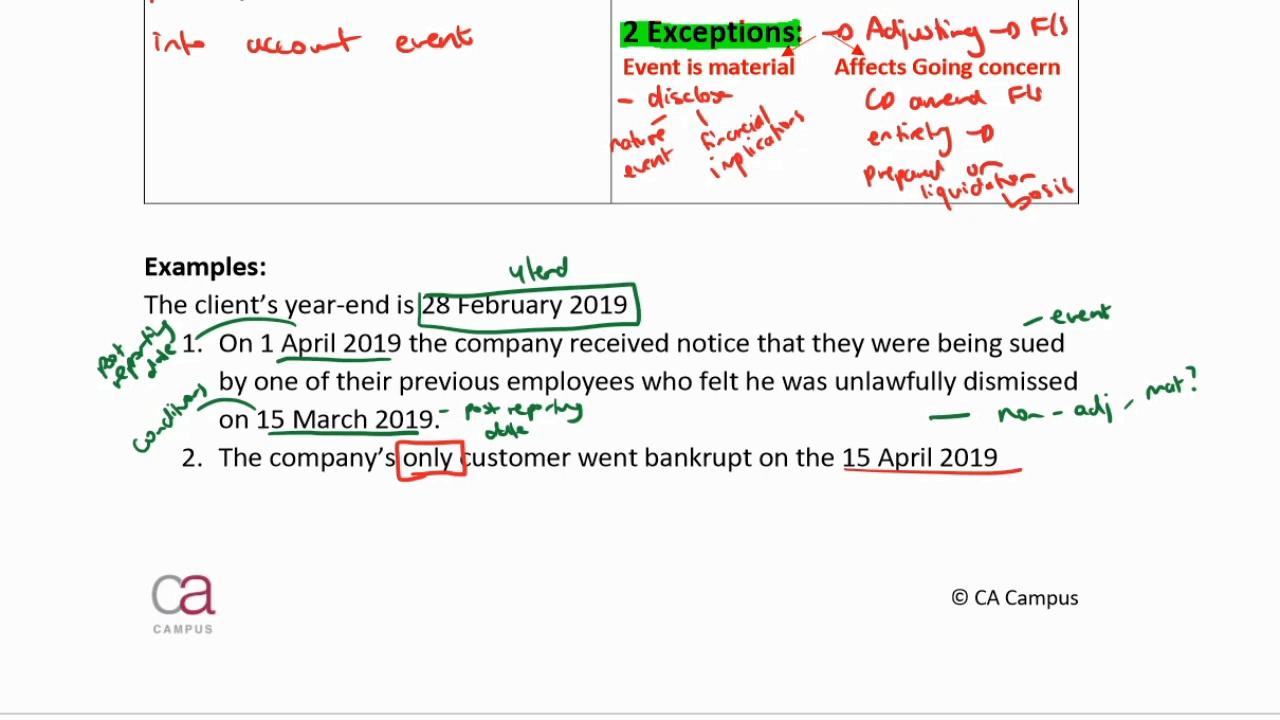 into account event
2 Exceptions: → Adjusting → F/S
Event is material
Affects Going concern
- disclose
nature event
financial implications
CO amend F/S
entirely →
prepared on
liquidation
basis
Examples:
y/end
The client's year-end is 28 February 2019
- event
post reporting date
1. On 1 April 2019 the company received notice that they were being sued
by one of their previous employees who felt he was unlawfully dismissed
conditions
on 15 March 2019. - post reporting date
— non - adj - mat?
2. The company's only customer went bankrupt on the 15 April 2019
ca
CAMPUS
© CA Campus